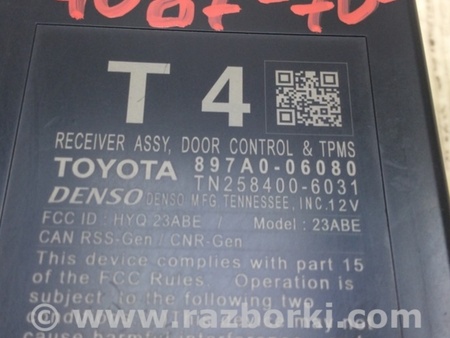 T 4
RECEIVER ASSY, DOOR CONTROL & TPMS
TOYOTA 897A0-06080
TN258400-6031
DENSO DENSO MFG TENNESSEE, INC. 12V
FCC ID : HYQ 23ABE Model : 23ABE
CAN RSS-Gen / CNR-Gen
This device complies with part 15
of the FCC Rules Operation is
subject to the following two
www.razborki.com